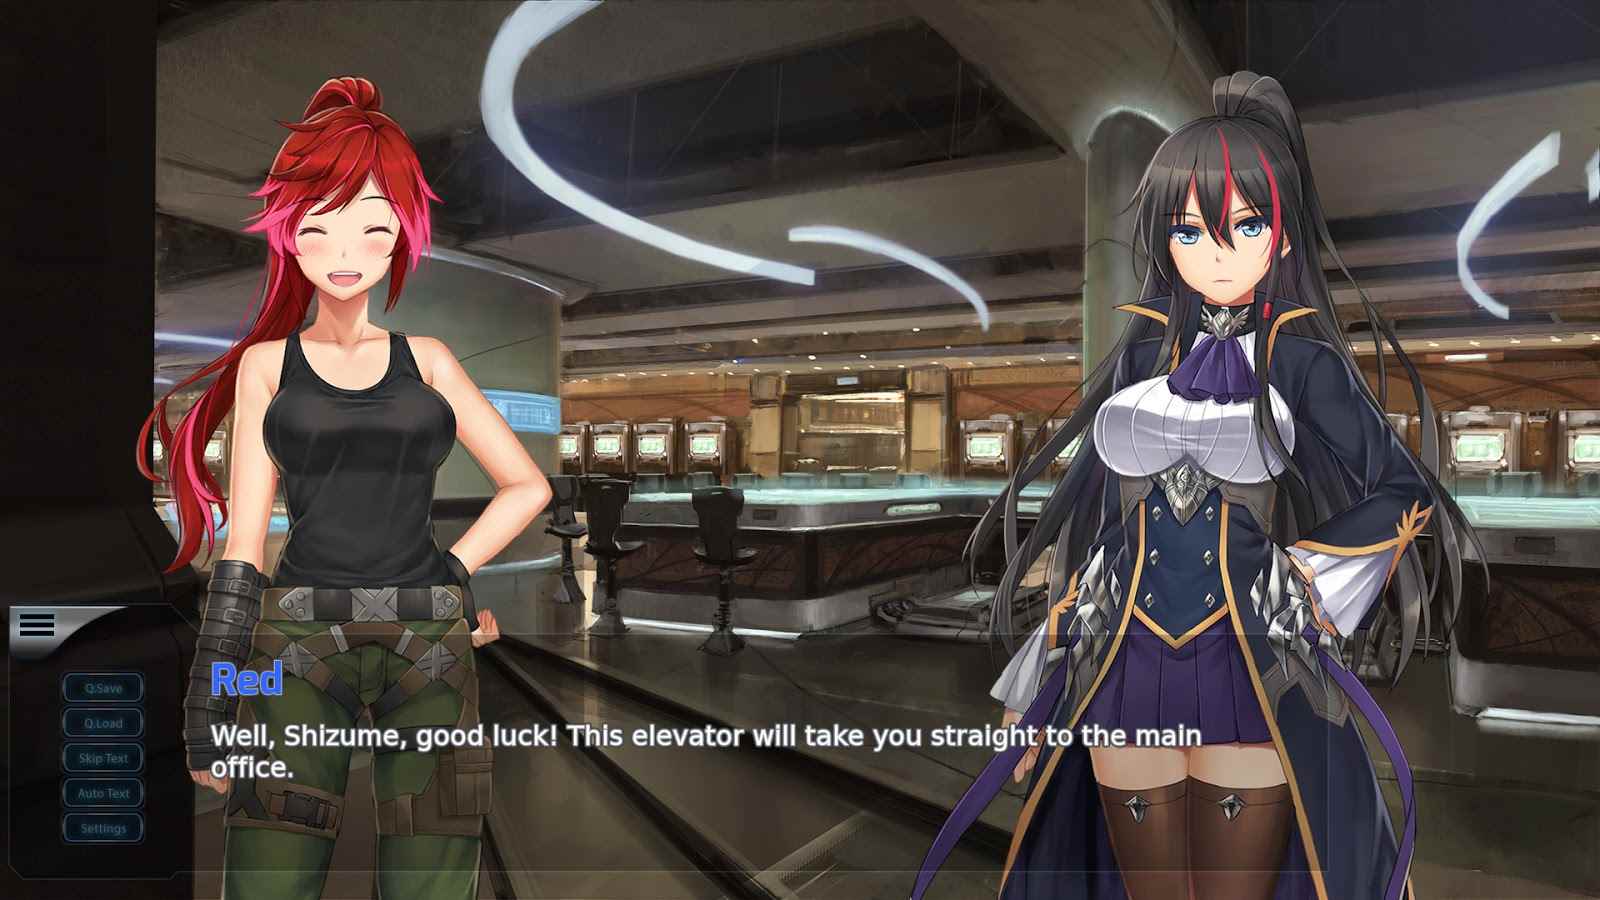 Q.Save
Q.Load
Skip Text
Auto Text
Settings
Red
Well, Shizume, good luck! This elevator will take you straight to the main
office.